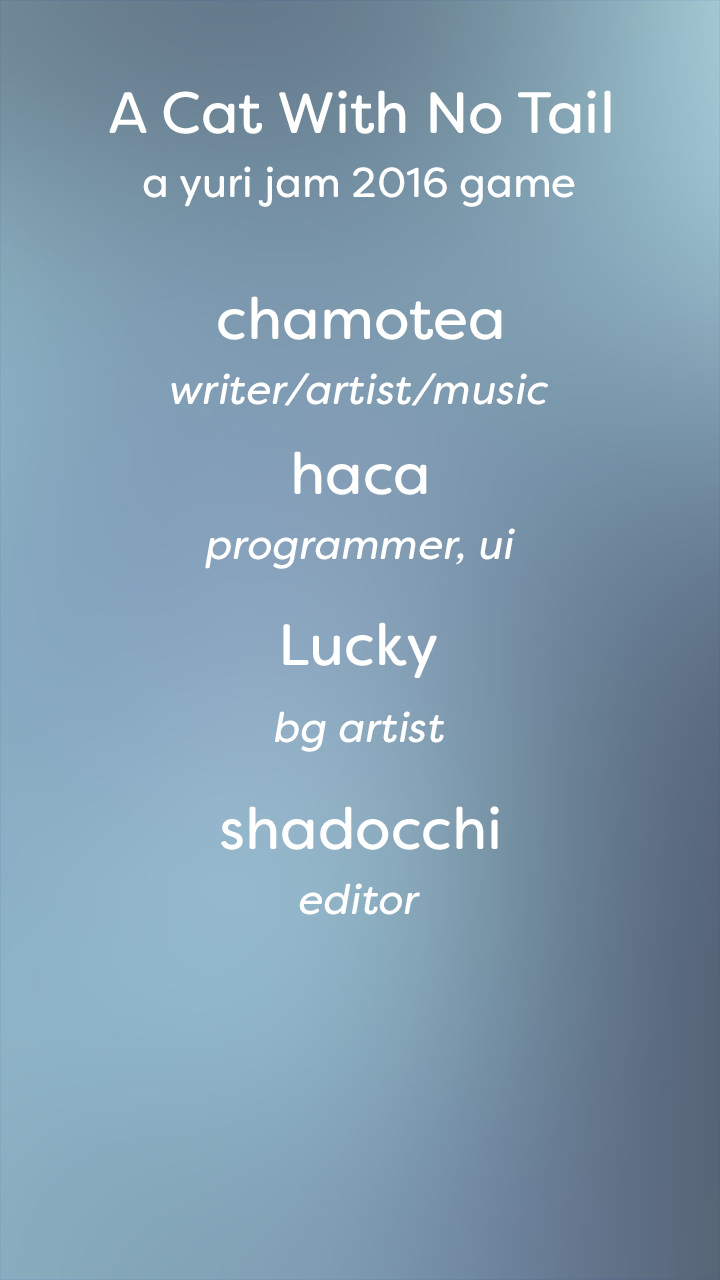 A Cat With No Tail
a yuri jam 2016 game
chamotea
writer/artist/music
haca
programmer, ui
Lucky
bg artist
shadocchi
editor